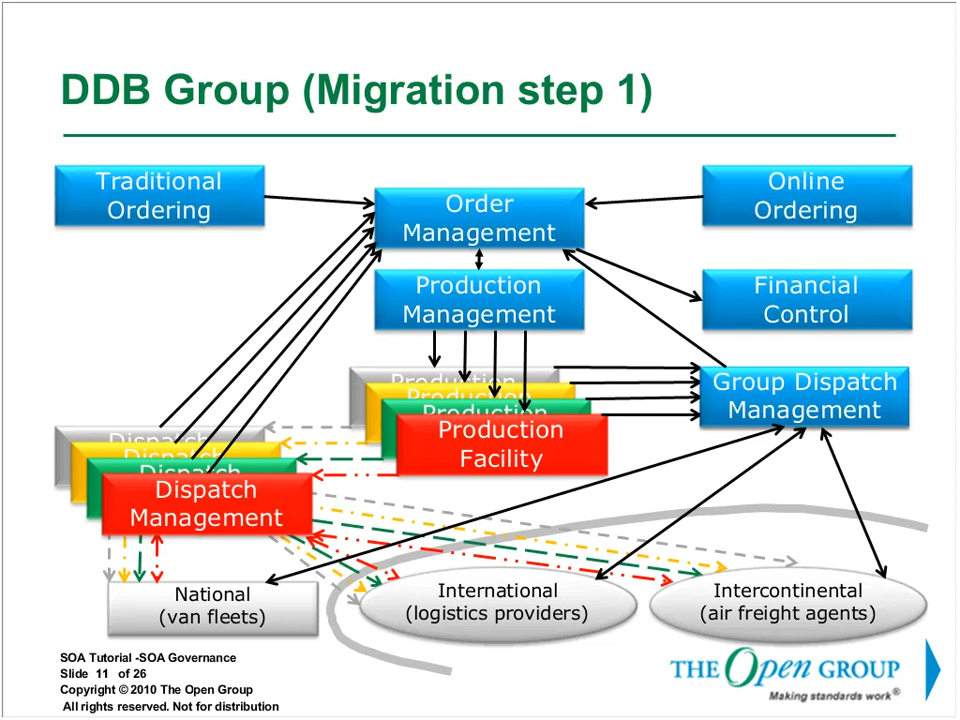 DDB Group (Migration step 1)
Traditional
Ordering
Order
Management
Online
Ordering
Production
Management
Financial
Control
Group Dispatch
Management
Production
Production
Production
Production
Facility
Dispatch
Dispatch
Dispatch
Dispatch
Management
National
(van fleets)
International
(logistics providers)
Intercontinental
(air freight agents)
SOA Tutorial -SOA Governance
Slide 11 of 26
Copyright © 2010 The Open Group
All rights reserved. Not for distribution
THE Open GROUP
Making standards work®